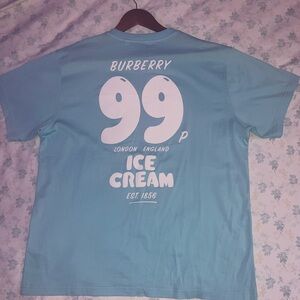 BURBERRY
99P
LONDON ENGLAND
ICE
CREAM
EST. 1856